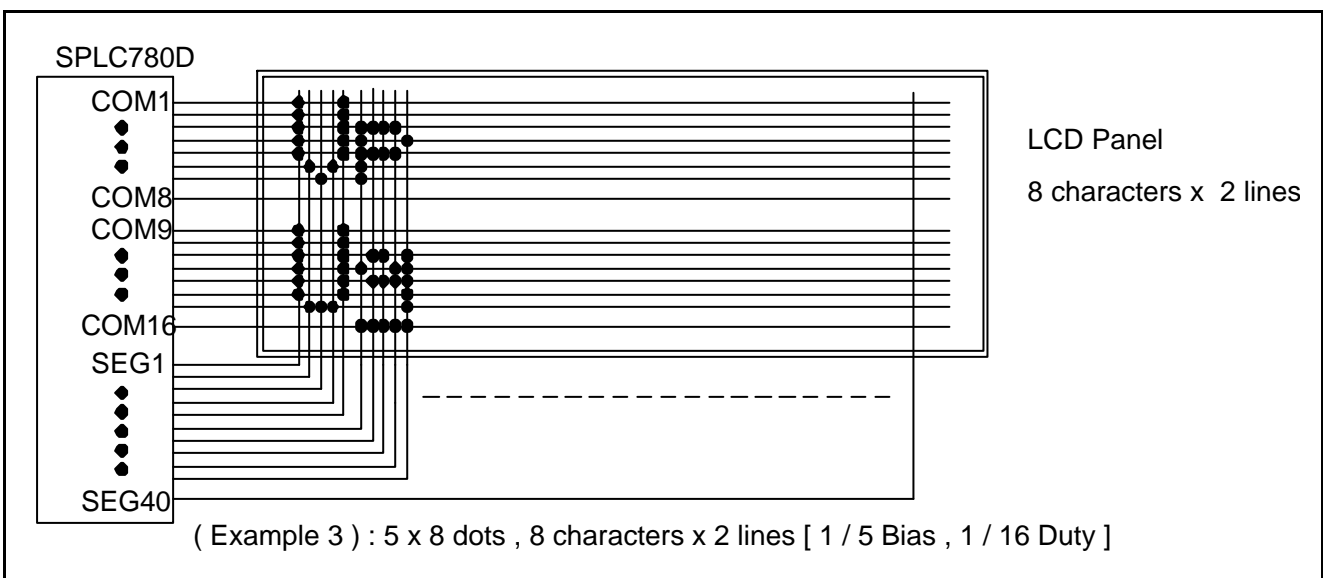 SPLC780D
COM1
COM8
COM9
COM16
SEG1
SEG40
LCD Panel
8 characters x 2 lines
( Example 3 ) : 5 x 8 dots , 8 characters x 2 lines [ 1 / 5 Bias , 1 / 16 Duty ]